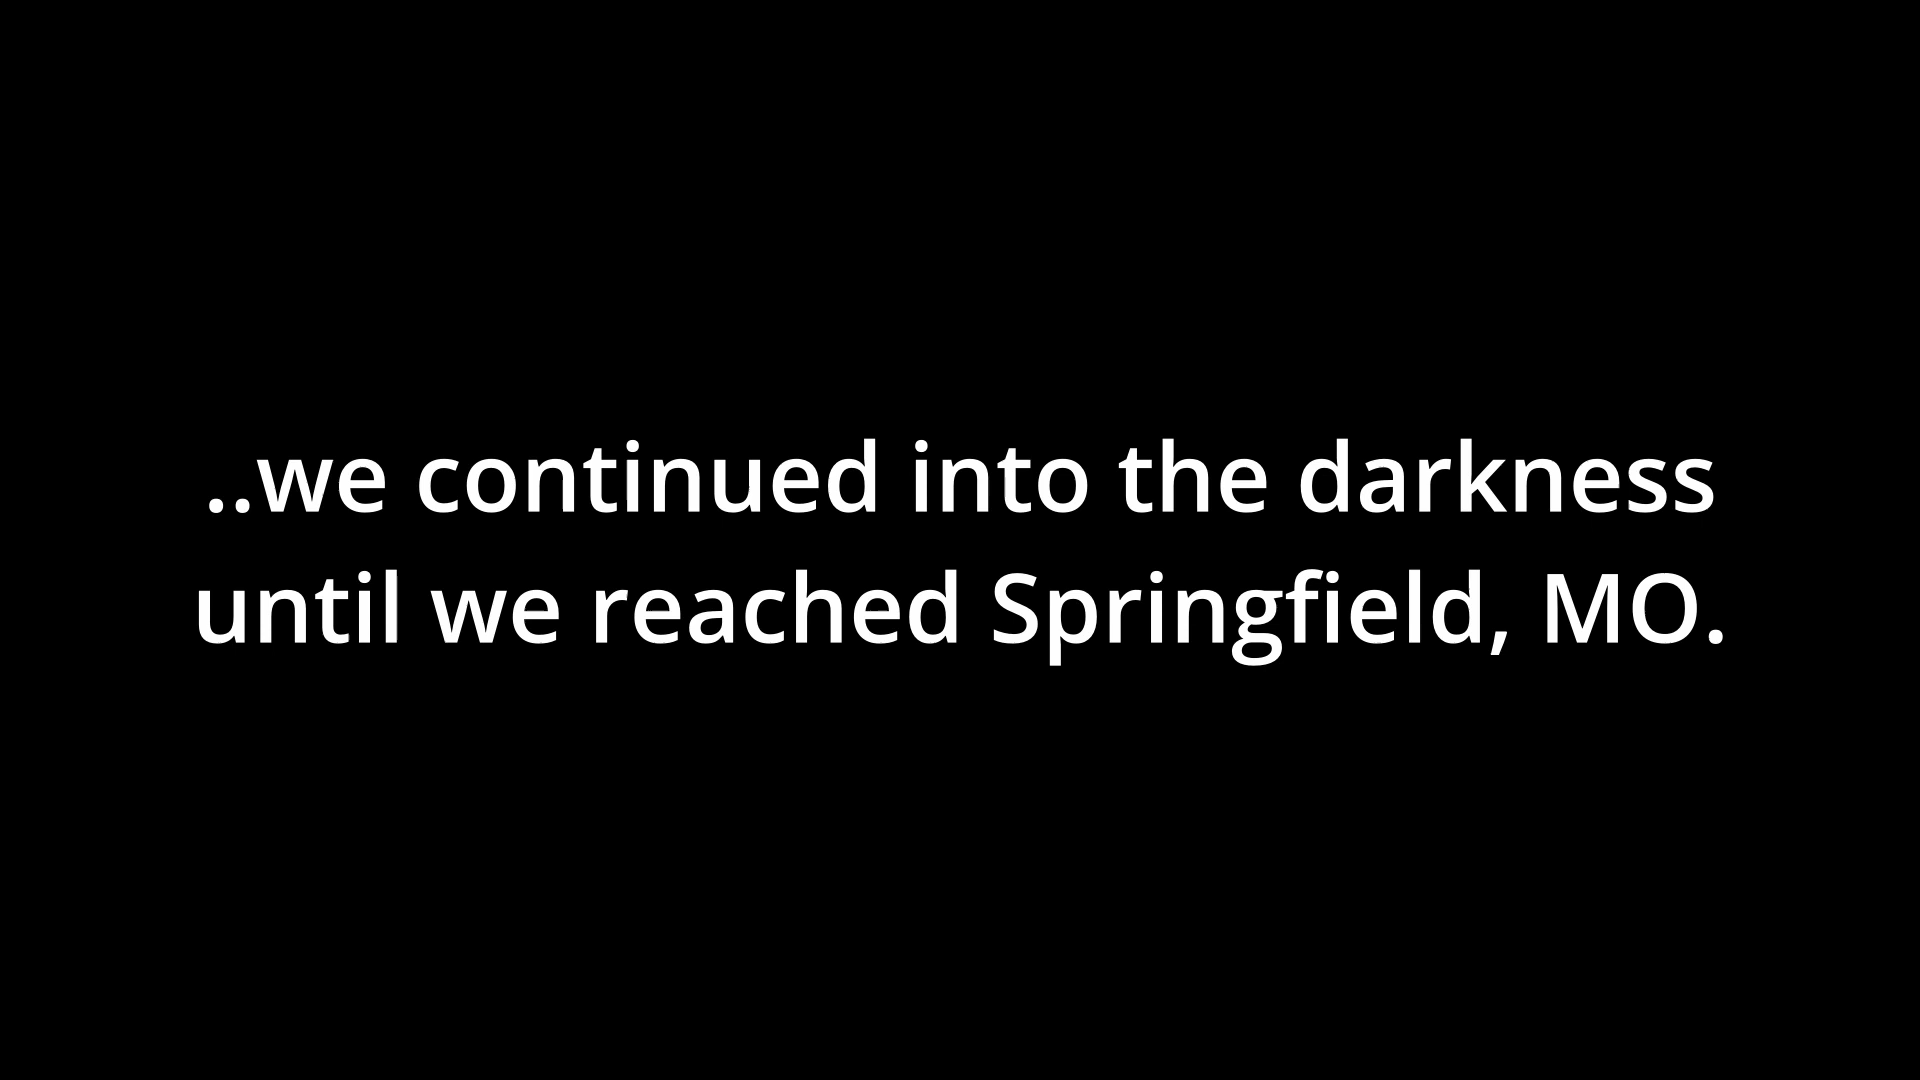 ..we continued into the darkness
until we reached Springfield, MO.